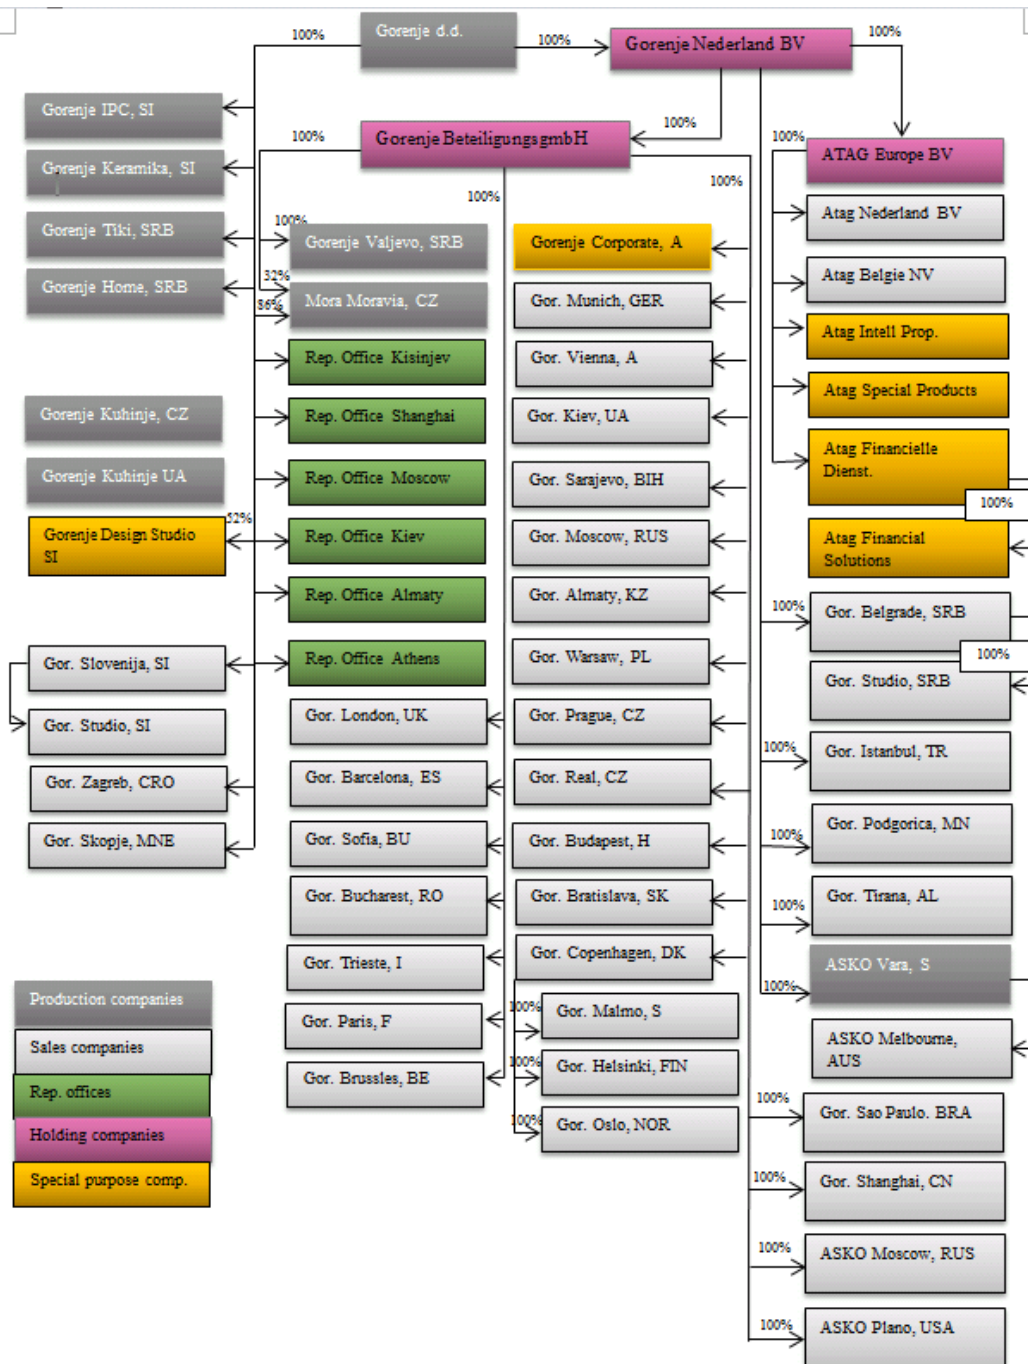 Gorenje d.d.
100%
100%
Gorenje Nederland BV
100%
Gorenje IPC, SI
Gorenje Keramika, SI
Gorenje Tiki, SRB
Gorenje Home, SRB
100%
Gorenje Beteiligungsgmb H
100%
100%
100%
100%
ATAG Europe BV
Atag Nederland BV
Atag Belgie NV
Atag Intell Prop.
Atag Special Products
Atag Financielle
Dienst.
100%
Atag Financial
Solutions
100%
Gorenje Valjevo, SRB
32%
86%
Mora Moravia, CZ
Rep. Office Kisinjev
Rep. Office Shanghai
Rep. Office Moscow
Rep. Office Kiev
Rep. Office Almaty
Rep. Office Athens
Gorenje Kuhinje, CZ
Gorenje Kuhinje UA
52%
Gorenje Design Studio
SI
Gor. Slovenija, SI
Gor. Studio, SI
Gor. Zagreb, CRO
Gor. Skopje, MNE
Gor. London, UK
Gor. Barcelona, ES
Gor. Sofia, BU
Gor. Bucharest, RO
Gor. Trieste, I
Gor. Paris, F
Gor. Brussles, BE
Gorenje Corporate, A
Gor. Munich, GER
Gor. Vienna, A
Gor. Kiev, UA
Gor. Sarajevo, BIH
Gor. Moscow, RUS
Gor. Almaty, KZ
Gor. Warsaw, PL
Gor. Prague, CZ
Gor. Real, CZ
Gor. Budapest, H
Gor. Bratislava, SK
Gor. Copenhagen, DK
100%
Gor. Malmo, S
100%
Gor. Helsinki, FIN
100%
Gor. Oslo, NOR
100%
Gor. Belgrade, SRB
100%
Gor. Studio, SRB
100%
Gor. Istanbul, TR
100%
Gor. Podgorica, MN
100%
Gor. Tirana, AL
100%
ASKO Vara, S
ASKO Melbourne,
AUS
100%
Gor. Sao Paulo. BRA
100%
Gor. Shanghai, CN
100%
ASKO Moscow, RUS
100%
ASKO Plano, USA
Production companies
Sales companies
Rep. offices
Holding companies
Special purpose comp.